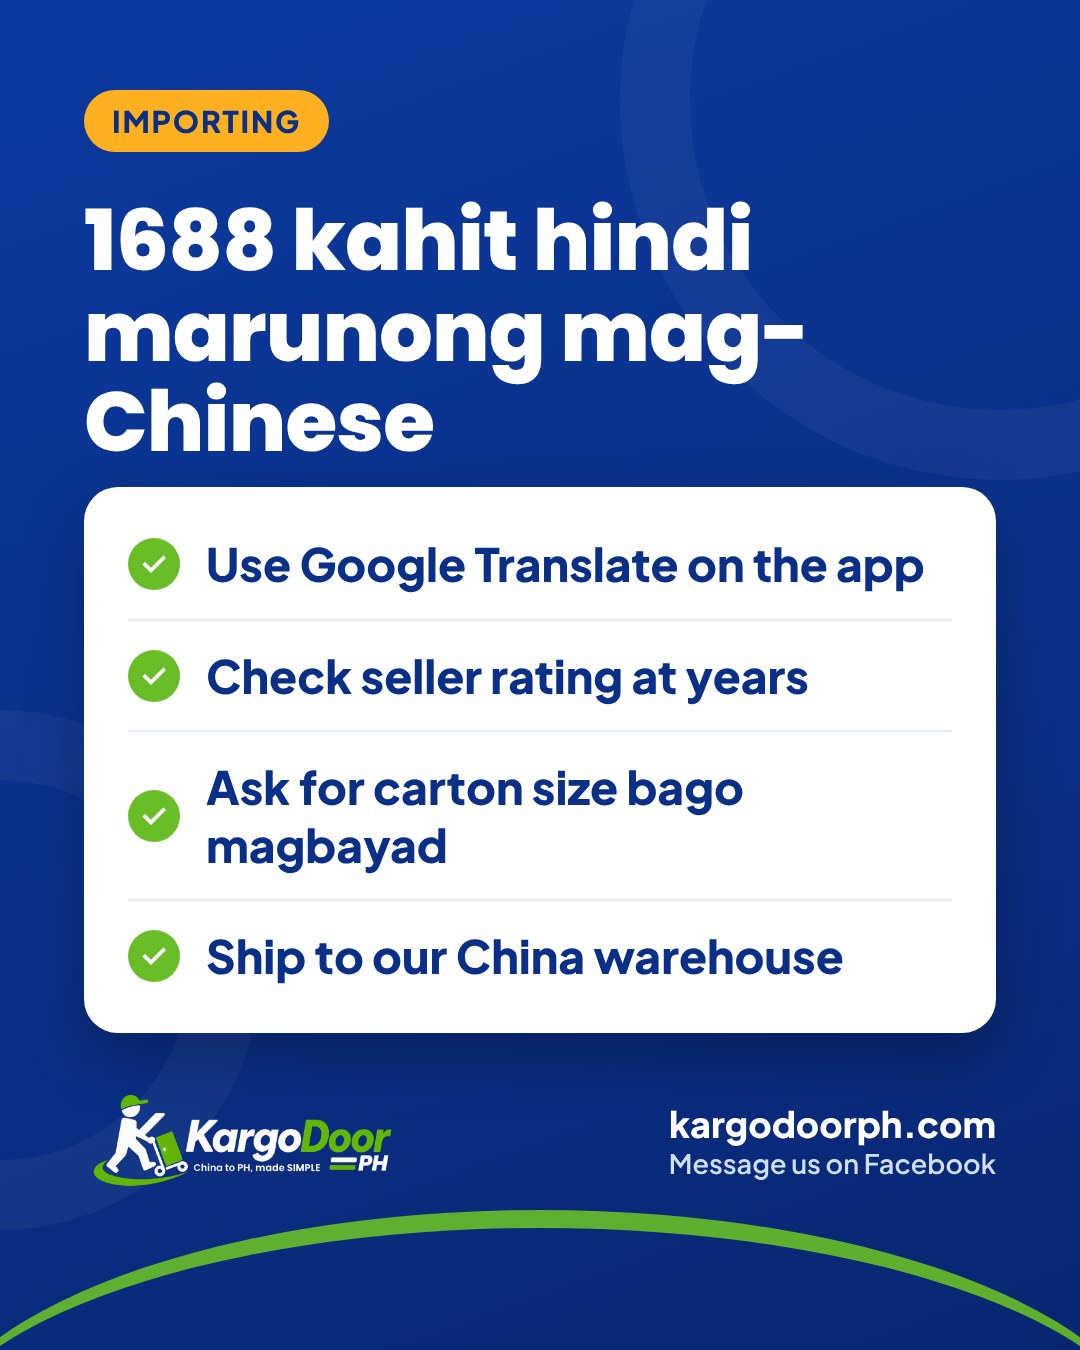 IMPORTING
1688 kahit hindi
marunong mag-
Chinese
Use Google Translate on the app
Check seller rating at years
Ask for carton size bago
magbayad
Ship to our China warehouse
KargoDoor
China to PH, made SIMPLE
PH
kargodoorph.com
Message us on Facebook